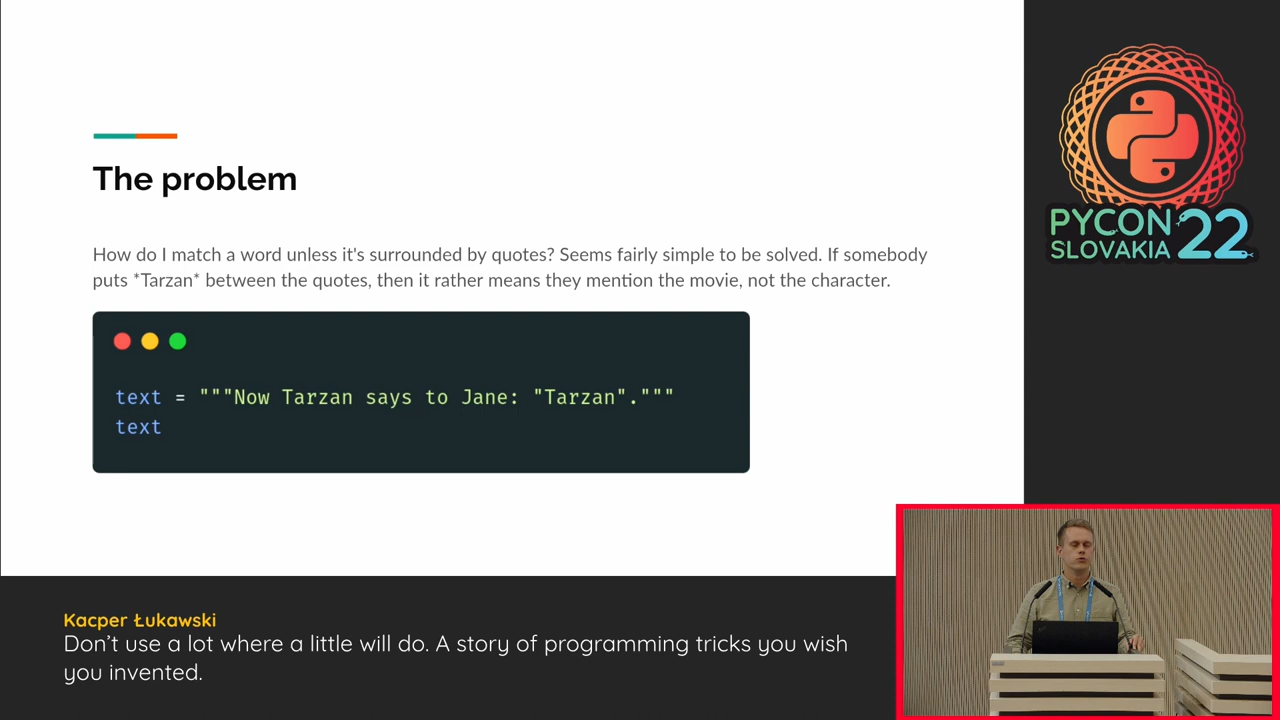 The problem
How do I match a word unless it's surrounded by quotes? Seems fairly simple to be solved. If somebody
puts *Tarzan* between the quotes, then it rather means they mention the movie, not the character.
text = """Now Tarzan says to Jane: "Tarzan"."""
text
PYCON
SLOVAKIA
22
Kacper Łukawski
Don't use a lot where a little will do. A story of programming tricks you wish
you invented.